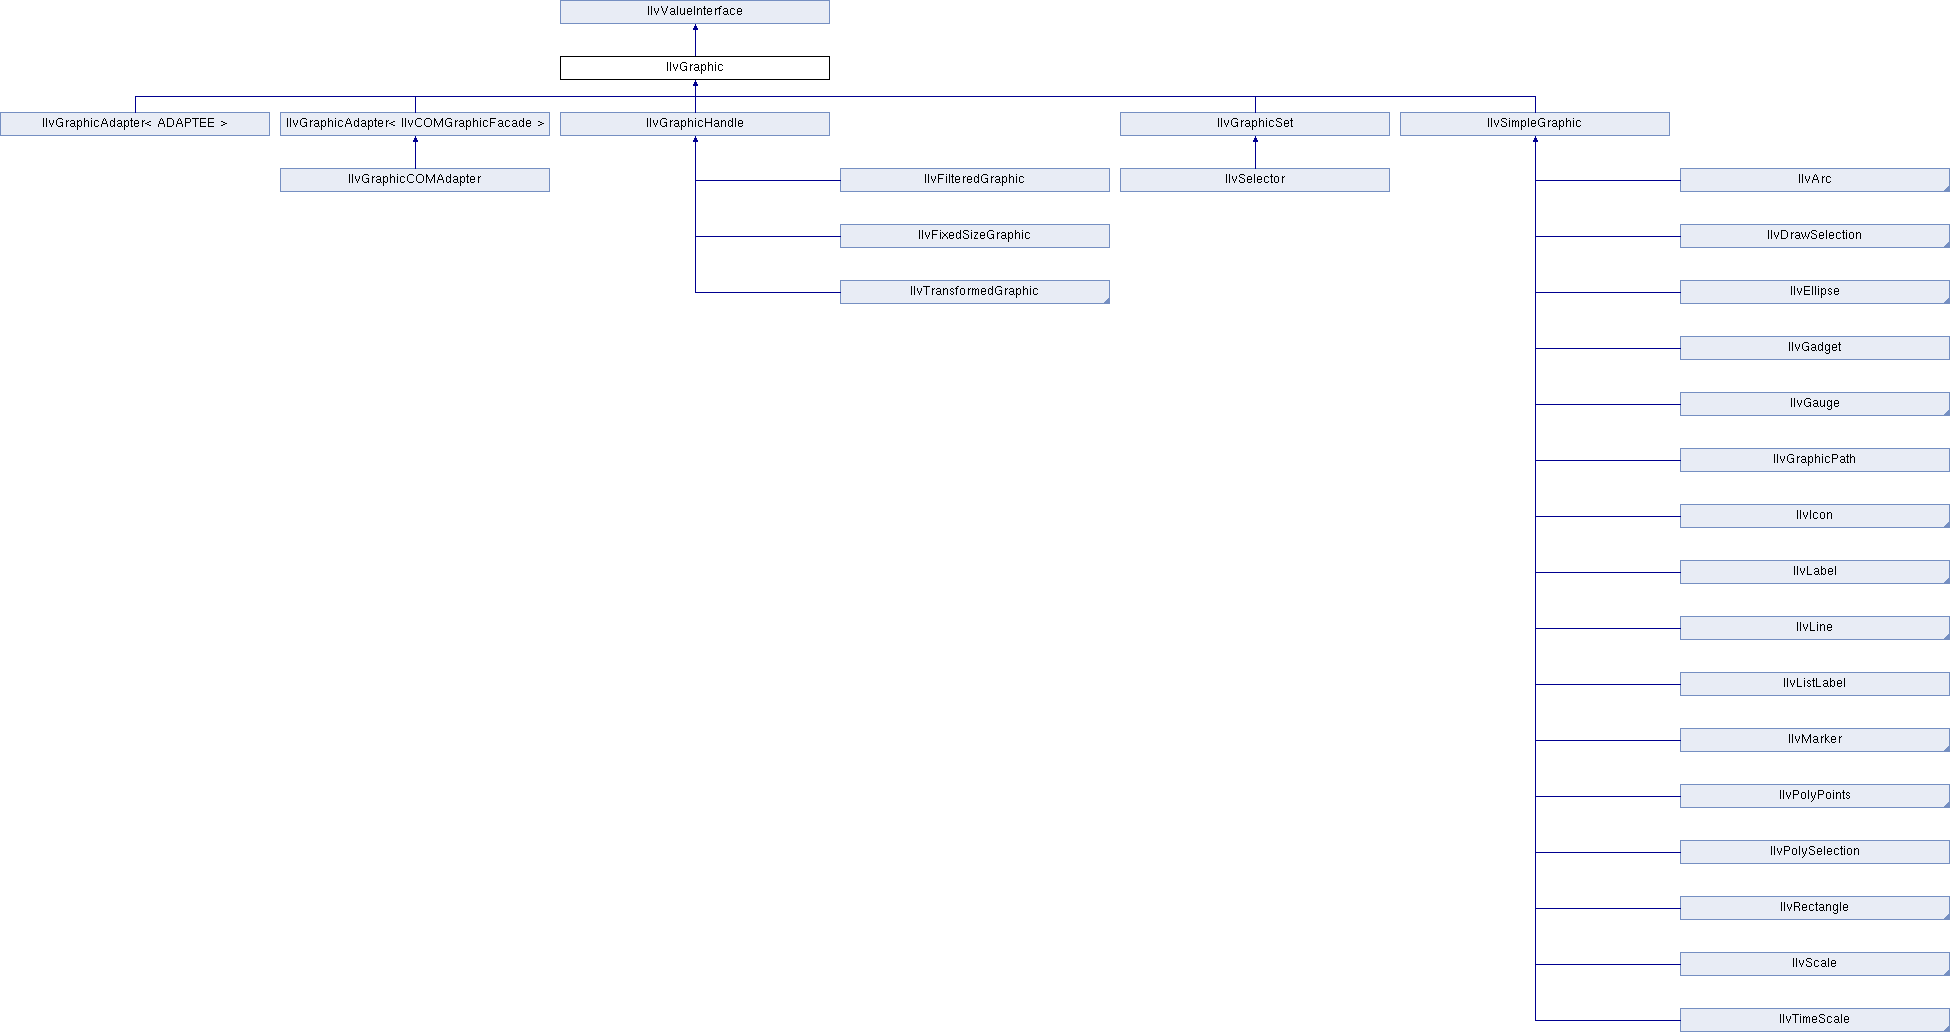 IlvValueInterface
IlvGraphic
IlvGraphicAdapter< ADAPTEE >
IlvGraphicAdapter< IlvCOMGraphicFacade >
IlvGraphicHandle
IlvGraphicSet
IlvSimpleGraphic
IlvGraphicCOMAdapter
IlvFilteredGraphic
IlvSelector
IlvArc
IlvFixedSizeGraphic
IlvDrawSelection
IlvTransformedGraphic
IlvEllipse
IlvGadget
IlvGauge
IlvGraphicPath
IlvIcon
IlvLabel
IlvLine
IlvListLabel
IlvMarker
IlvPolyPoints
IlvPolySelection
IlvRectangle
IlvScale
IlvTimeScale